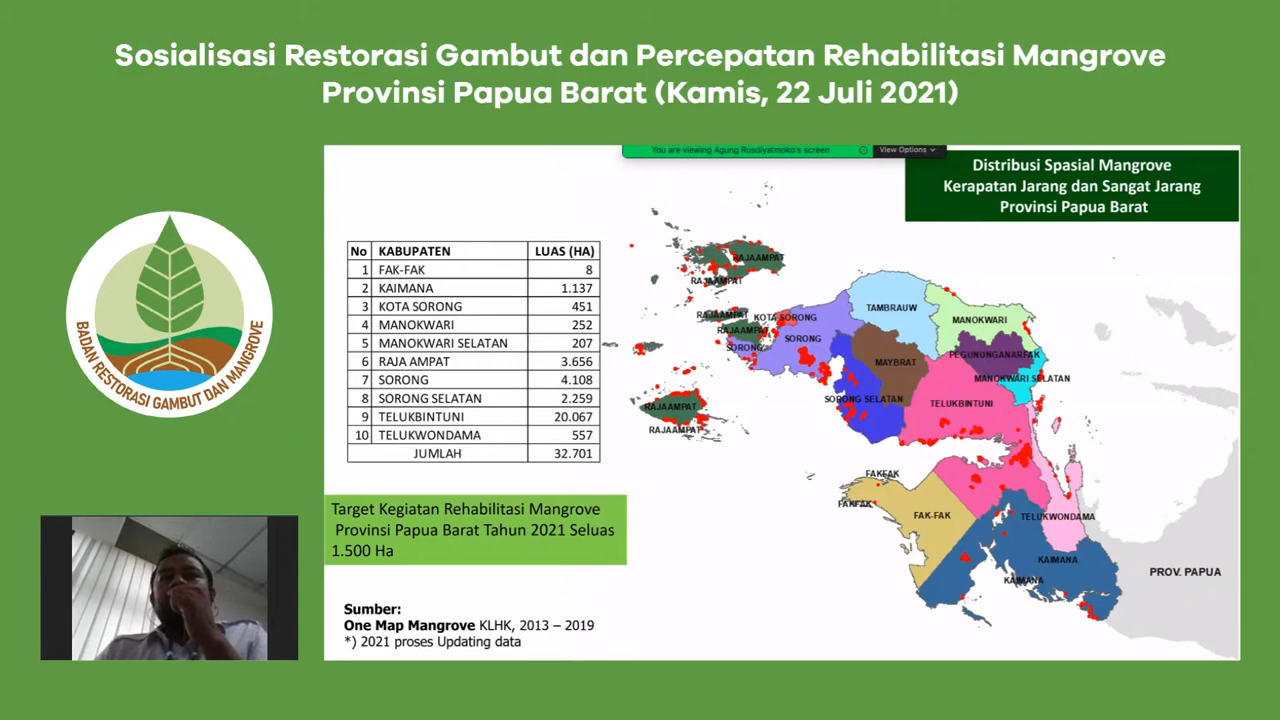 Sosialisasi Restorasi Gambut dan Percepatan Rehabilitasi Mangrove
Provinsi Papua Barat (Kamis, 22 Juli 2021)
You are viewing Agung Rusdiyatmoko's screen
View Options
Distribusi Spasial Mangrove
Kerapatan Jarang dan Sangat Jarang
Provinsi Papua Barat
BADAN RESTORASI GAMBUT DAN MANGROVE
No KABUPATEN LUAS (HA)
1 FAK-FAK 8
2 KAIMANA 1.137
3 KOTA SORONG 451
4 MANOKWARI 252
5 MANOKWARI SELATAN 207
6 RAJA AMPAT 3.656
7 SORONG 4.108
8 SORONG SELATAN 2.259
9 TELUKBINTUNI 20.067
10 TELUKWONDAMA 557
JUMLAH 32.701
Target Kegiatan Rehabilitasi Mangrove
Provinsi Papua Barat Tahun 2021 Seluas
1.500 Ha
Sumber:
One Map Mangrove KLHK, 2013 – 2019
*) 2021 proses Updating data
RAJAAMPAT
RAJAAMPAT
RAJAAMPAT
RAJAAMPAT
KOTA SORONG
SORONG
SORONG
TAMBRAUW
MANOKWARI
MAYBRAT
PEGUNUNGANARFAK
MANOKWARI SELATAN
SORONG SELATAN
TELUKBINTUNI
RAJAAMPAT
RAJAAMPAT
FAKFAK
FAKFAK
FAK-FAK
TELUKWONDAMA
KAIMANA
KAIMANA
PROV. PAPUA